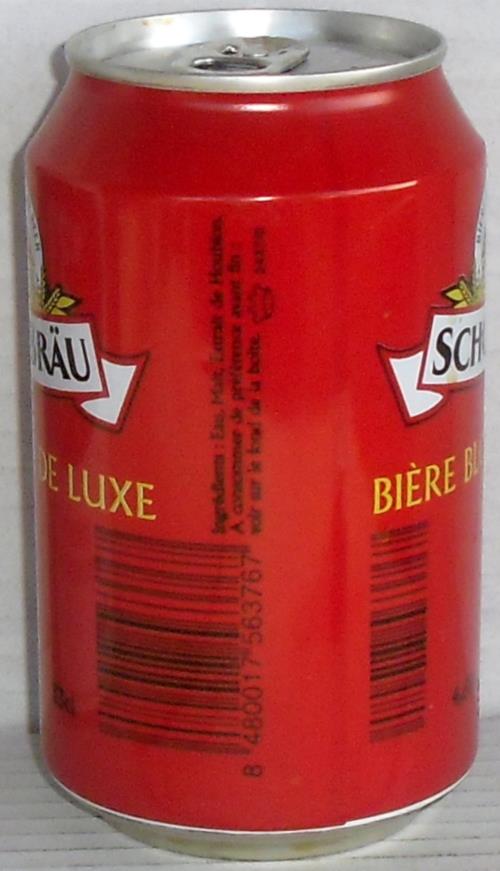 RÄU
DE LUXE
Ingrédients : Eau, Malt, Extrait de Houblon.
A consommer de préférence avant fin :
voir sur le fond de la boîte.
8 480017 563767
SCH
BIÈRE BL